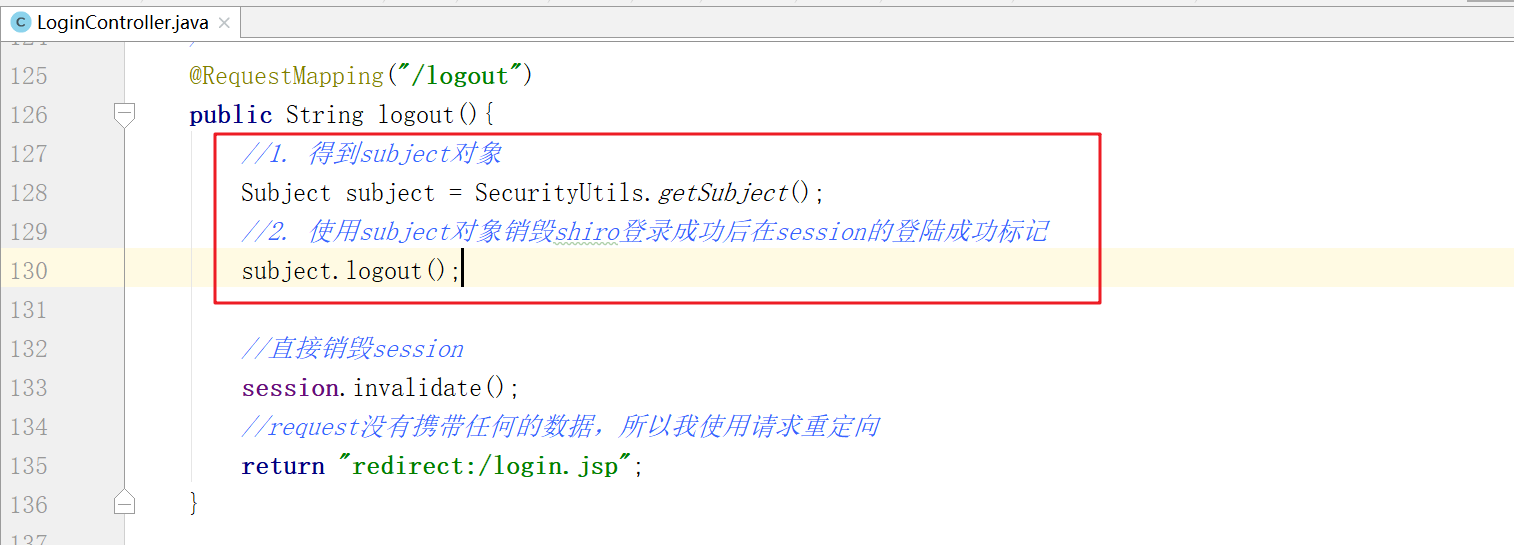 C LoginController.java ×
125 @RequestMapping("/logout")
126 public String logout(){
127 //1. 得到subject对象
128 Subject subject = SecurityUtils.getSubject();
129 //2. 使用subject对象销毁shiro登录成功后在session的登陆成功标记
130 subject.logout();
131
132 //直接销毁session
133 session.invalidate();
134 //request没有携带任何的数据，所以我使用请求重定向
135 return "redirect:/login.jsp";
136 }
137